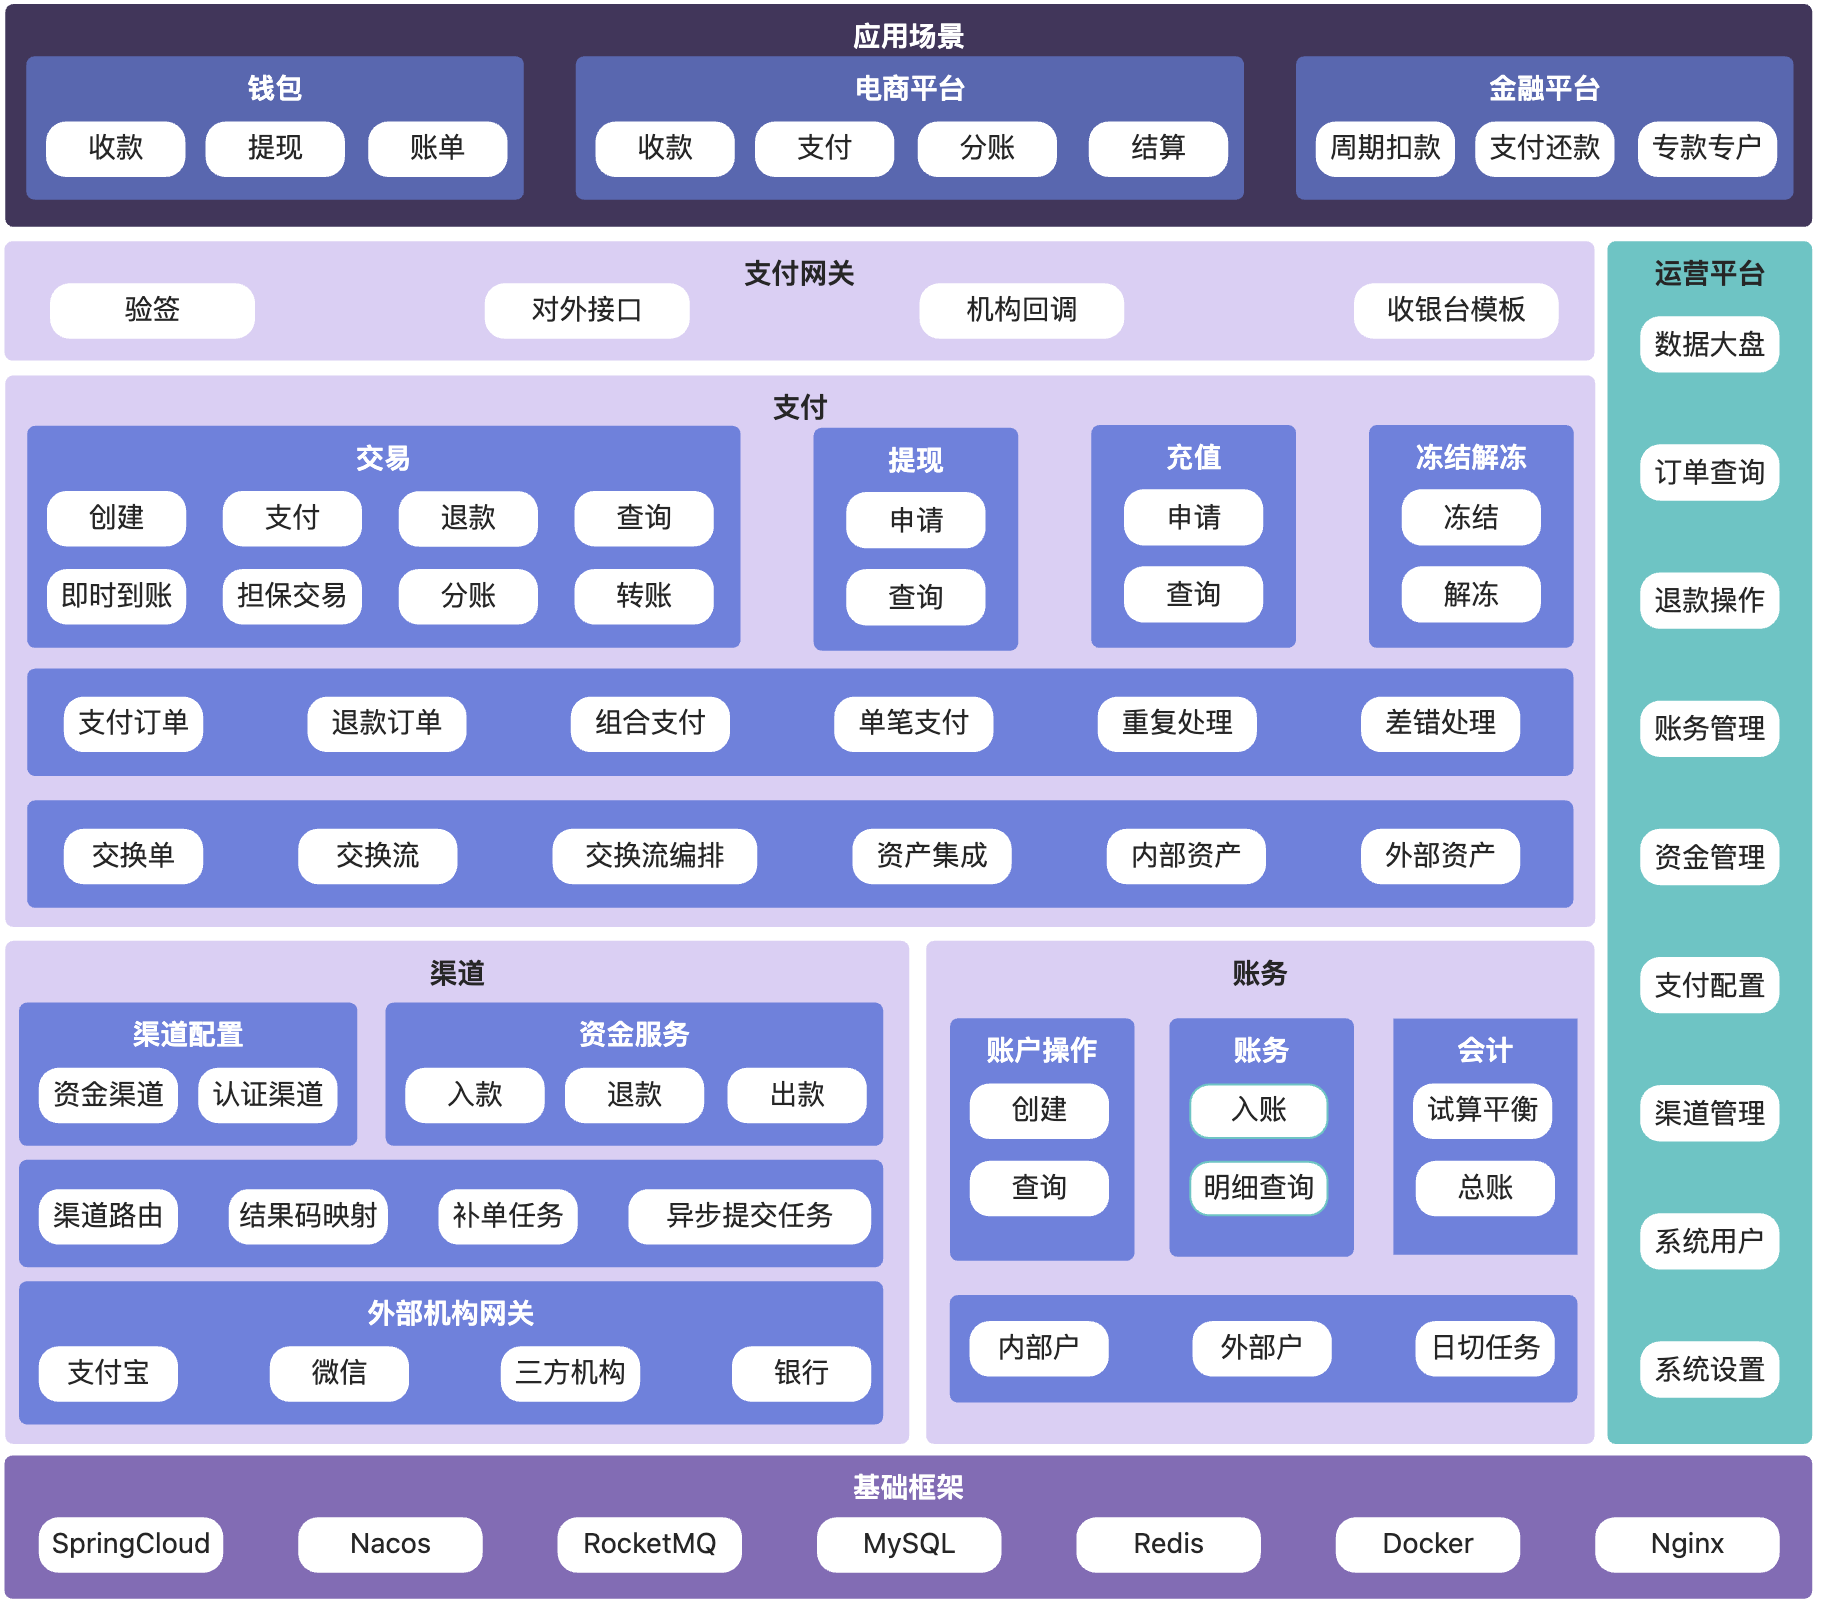 应用场景
钱包
收款 提现 账单
电商平台
收款 支付 分账 结算
金融平台
周期扣款 支付还款 专款专户
支付网关
验签 对外接口 机构回调 收银台模板
支付
交易
创建 支付 退款 查询
即时到账 担保交易 分账 转账
提现
申请
查询
充值
申请
查询
冻结解冻
冻结
解冻
支付订单 退款订单 组合支付 单笔支付 重复处理 差错处理
交换单 交换流 交换流编排 资产集成 内部资产 外部资产
渠道
渠道配置
资金渠道 认证渠道
资金服务
入款 退款 出款
渠道路由 结果码映射 补单任务 异步提交任务
外部机构网关
支付宝 微信 三方机构 银行
账务
账户操作
创建
查询
账务
入账
明细查询
会计
试算平衡
总账
内部户 外部户 日切任务
运营平台
数据大盘
订单查询
退款操作
账务管理
资金管理
支付配置
渠道管理
系统用户
系统设置
基础框架
SpringCloud Nacos RocketMQ MySQL Redis Docker Nginx